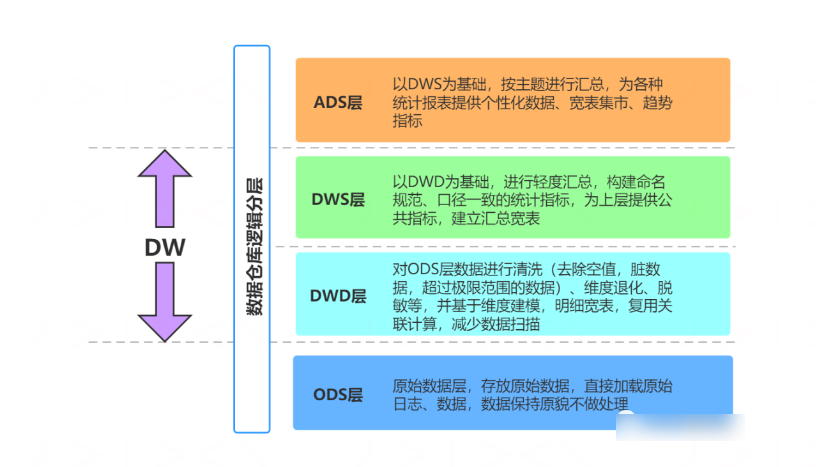 数据仓库逻辑分层
ADS层
以DWS为基础，按主题进行汇总，为各种
统计报表提供个性化数据、宽表集市、趋势
指标
DW
DWS层
以DWD为基础，进行轻度汇总，构建命名
规范、口径一致的统计指标，为上层提供公
共指标，建立汇总宽表
DWD层
对ODS层数据进行清洗（去除空值，脏数
据，超过极限范围的数据）、维度退化、脱
敏等，并基于维度建模，明细宽表，复用关
联计算，减少数据扫描
ODS层
原始数据层，存放原始数据，直接加载原始
日志、数据，数据保持原貌不做处理